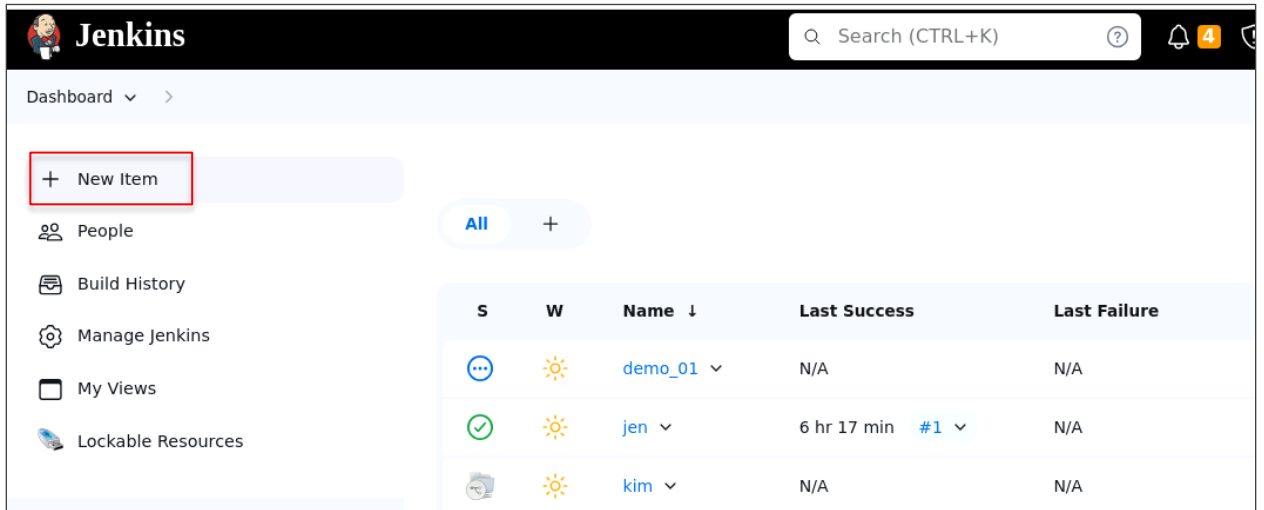 Jenkins
Search (CTRL+K)
?
4
Dashboard
+ New Item
People
Build History
Manage Jenkins
My Views
Lockable Resources
All +
S W Name ↓ Last Success Last Failure
demo_01 N/A N/A
jen 6 hr 17 min #1 N/A
kim N/A N/A